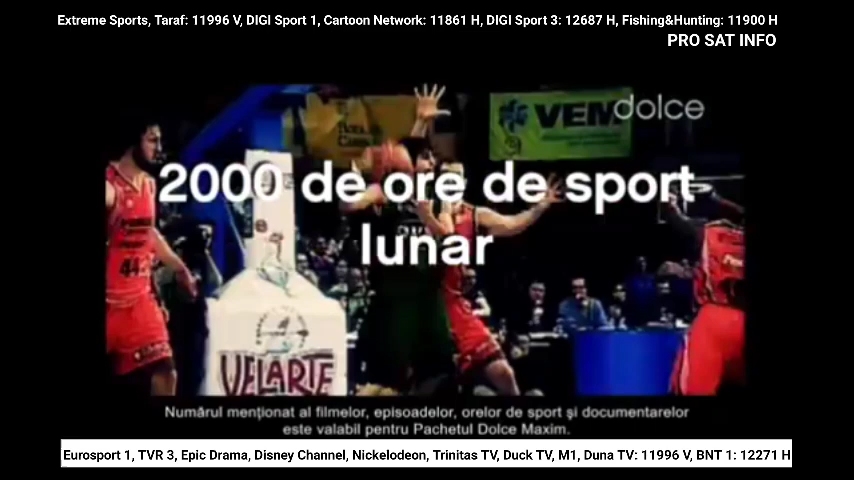 Extreme Sports, Taraf: 11996 V, DIGI Sport 1, Cartoon Network: 11861 H, DIGI Sport 3: 12687 H, Fishing&Hunting: 11900 H
PRO SAT INFO
VEM
dolce
2000 de ore de sport
lunar
44
VELARTE
Numărul menționat al filmelor, episoadelor, orelor de sport și documentarelor
este valabil pentru Pachetul Dolce Maxim.
Eurosport 1, TVR 3, Epic Drama, Disney Channel, Nickelodeon, Trinitas TV, Duck TV, M1, Duna TV: 11996 V, BNT 1: 12271 H